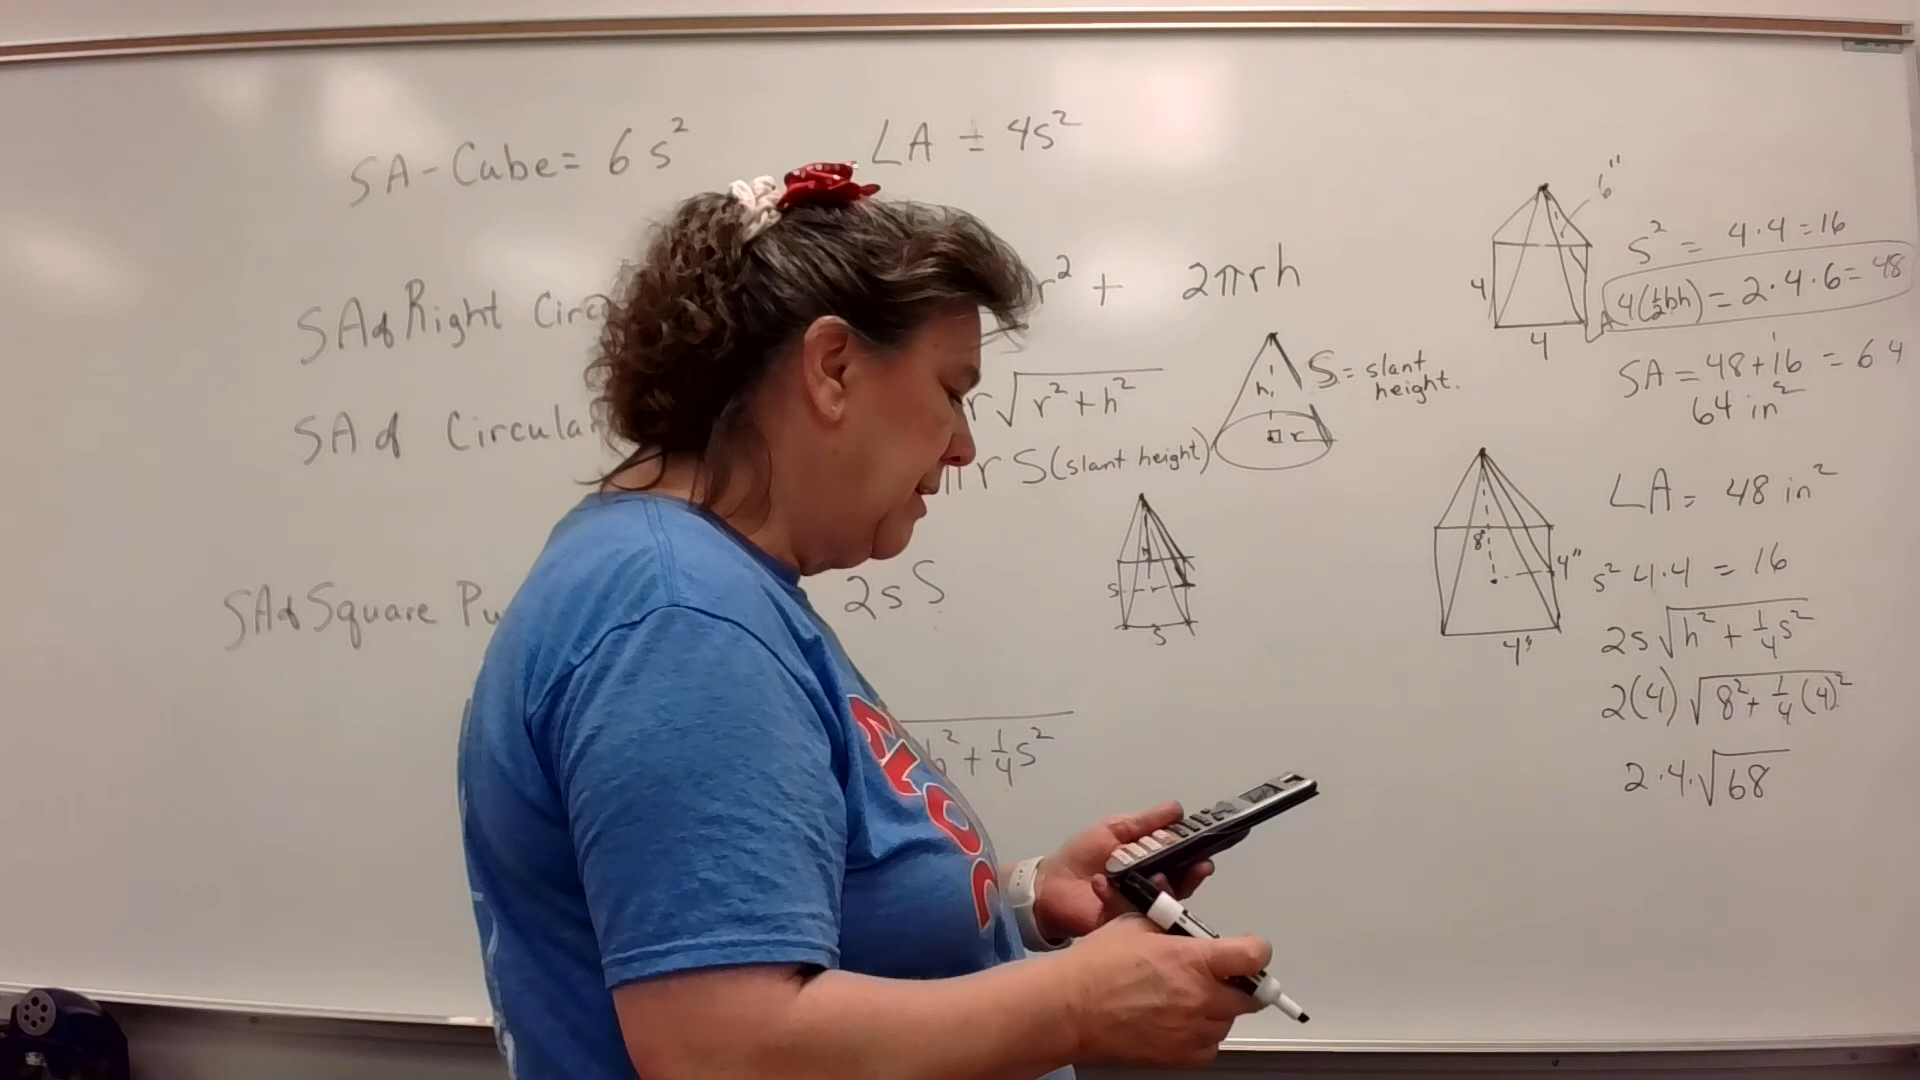 SA-Cube = 6s²
LA = 4s²
SA of Right Circ
r² + 2πrh
SA of Circular
r√(r²+h²)
πr S(slant height)
h
r
S = slant
height.
SA of Square Py
2sS
h² + ¼s²
s
s
6"
4
4
s² = 4·4=16
4(½bh) = 2·4·6= 48
SA = 48+16 = 64
64 in²
LA = 48 in²
8"
4"
4"
s² 4·4 = 16
2s√(h² + ¼s²)
2(4)√(8² + ¼(4)²)
2·4·√68